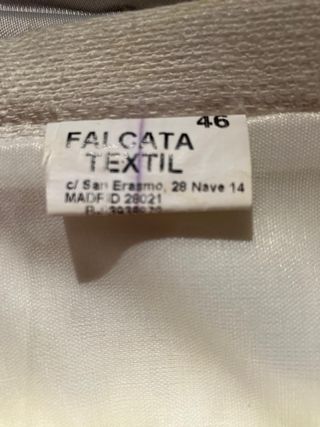 46
FALCATA
TEXTIL
c/ San Erasmo, 28 Nave 14
MADRID 28021